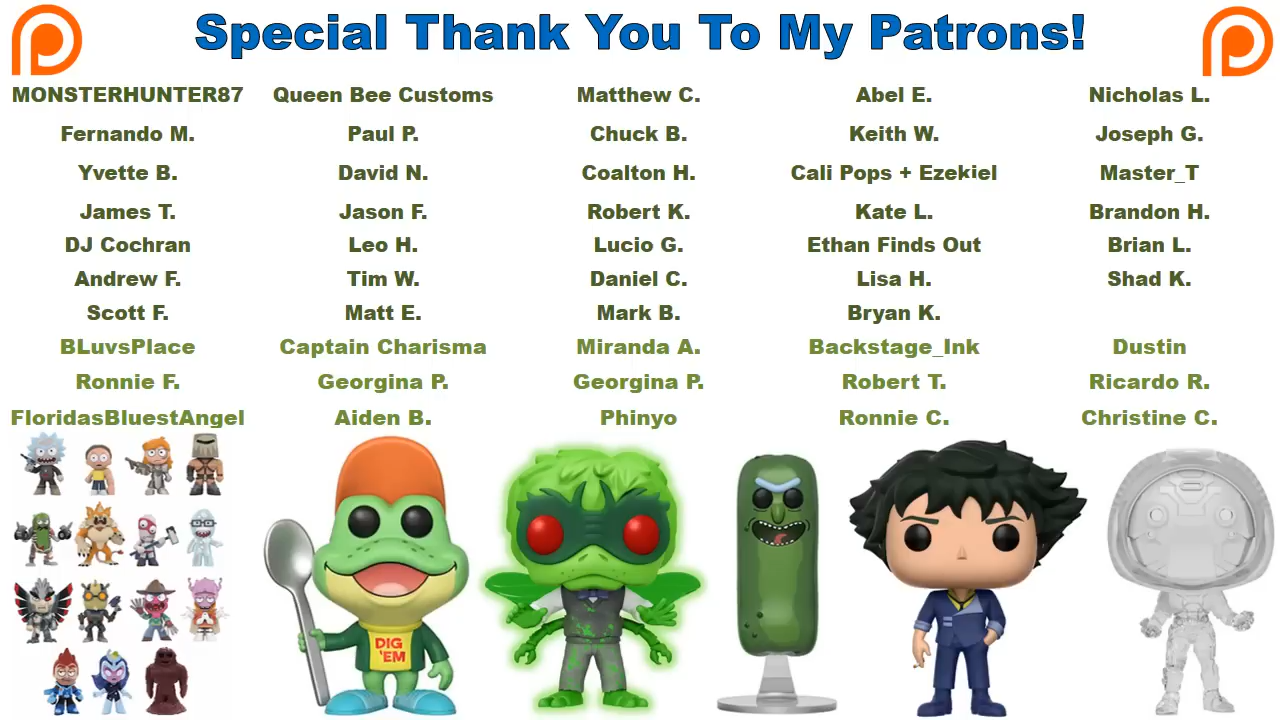 Special Thank You To My Patrons!
MONSTERHUNTER87 Queen Bee Customs Matthew C. Abel E. Nicholas L.
Fernando M. Paul P. Chuck B. Keith W. Joseph G.
Yvette B. David N. Coalton H. Cali Pops + Ezekiel Master_T
James T. Jason F. Robert K. Kate L. Brandon H.
DJ Cochran Leo H. Lucio G. Ethan Finds Out Brian L.
Andrew F. Tim W. Daniel C. Lisa H. Shad K.
Scott F. Matt E. Mark B. Bryan K.
BLuvsPlace Captain Charisma Miranda A. Backstage_Ink Dustin
Ronnie F. Georgina P. Georgina P. Robert T. Ricardo R.
FloridasBluestAngel Aiden B. Phinyo Ronnie C. Christine C.
DIG
'EM